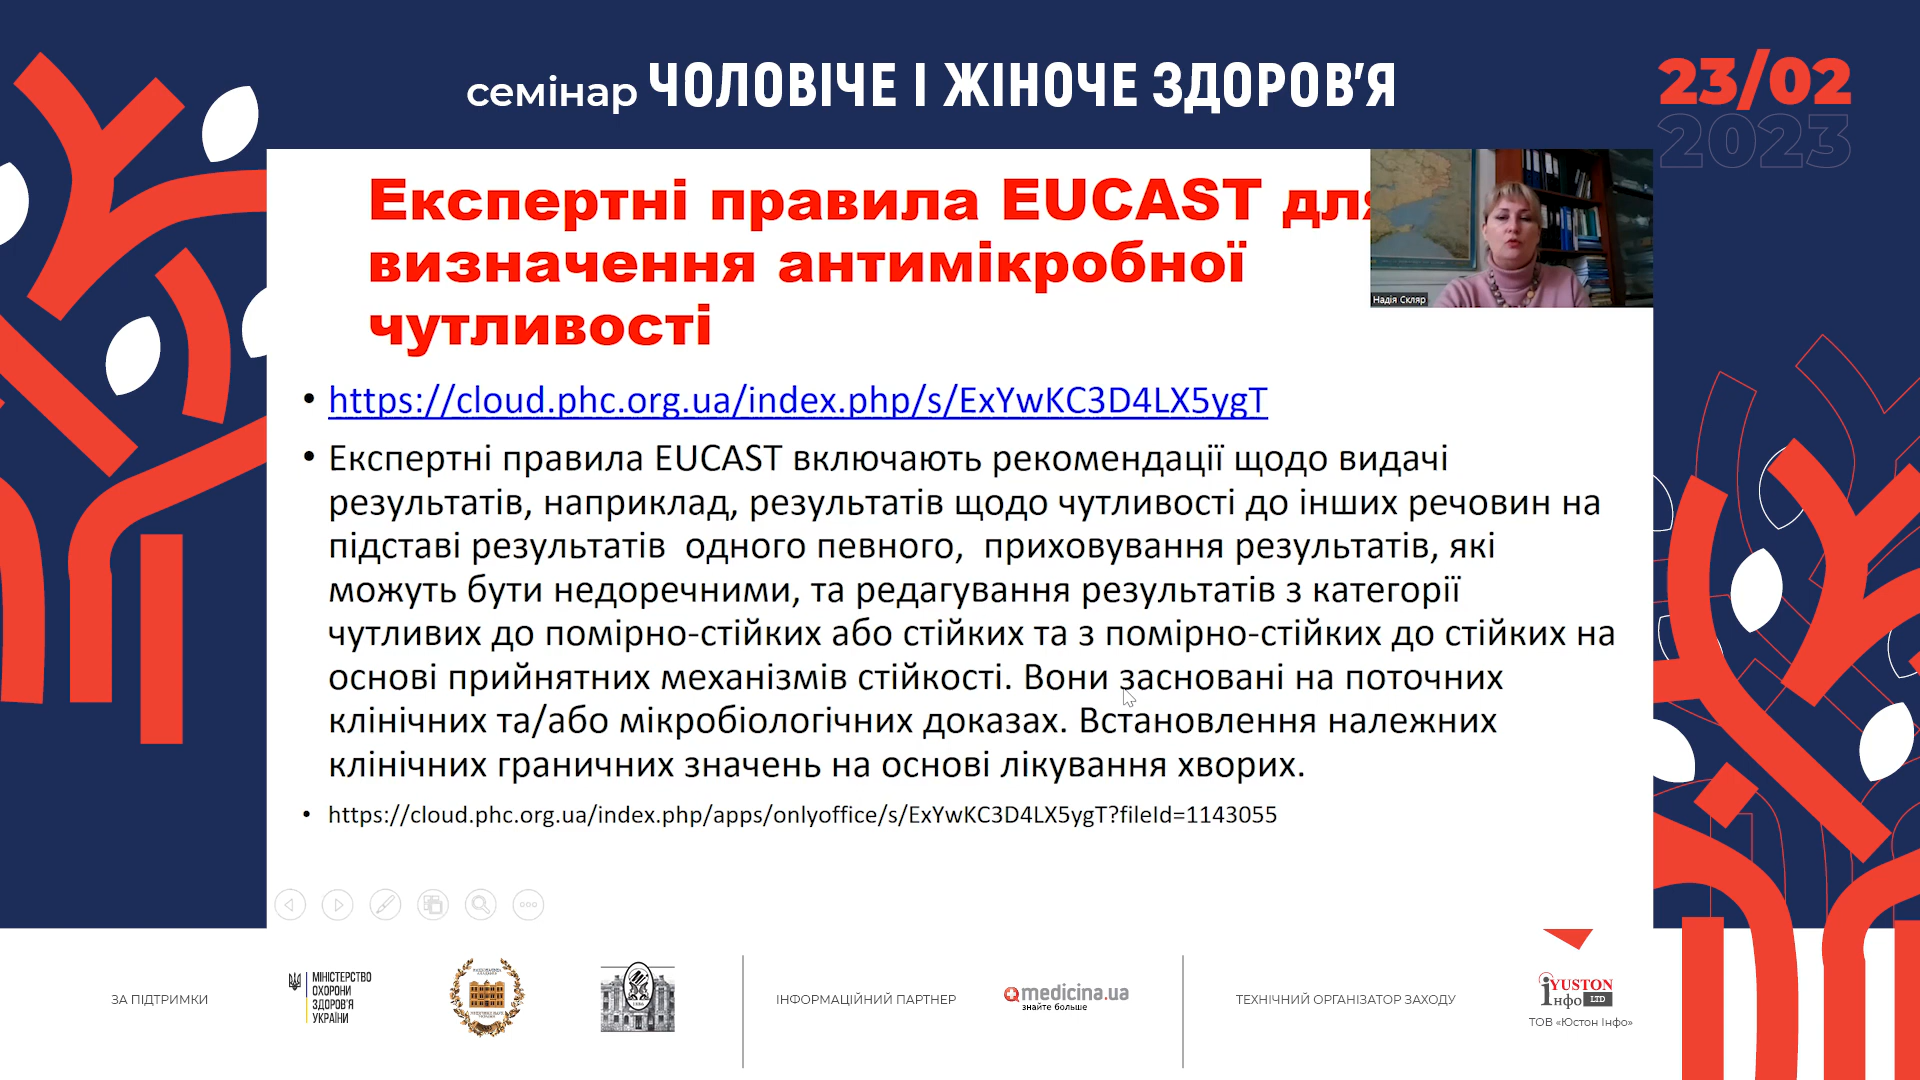 семінар ЧОЛОВІЧЕ І ЖІНОЧЕ ЗДОРОВ'Я
23/02
2023
Експертні правила EUCAST для
визначення антимікробної
чутливості
Надія Скляр
• https://cloud.phc.org.ua/index.php/s/ExYwKC3D4LX5ygT
• Експертні правила EUCAST включають рекомендації щодо видачі
результатів, наприклад, результатів щодо чутливості до інших речовин на
підставі результатів одного певного, приховування результатів, які
можуть бути недоречними, та редагування результатів з категорії
чутливих до помірно-стійких або стійких та з помірно-стійких до стійких на
основі прийнятних механізмів стійкості. Вони засновані на поточних
клінічних та/або мікробіологічних доказах. Встановлення належних
клінічних граничних значень на основі лікування хворих.
• https://cloud.phc.org.ua/index.php/apps/onlyoffice/s/ExYwKC3D4LX5ygT?fileId=1143055
ЗА ПІДТРИМКИ
МІНІСТЕРСТВО
ОХОРОНИ
ЗДОРОВ'Я
УКРАЇНИ
ІНФОРМАЦІЙНИЙ ПАРТНЕР
medicina.ua
знайте больше
ТЕХНІЧНИЙ ОРГАНІЗАТОР ЗАХОДУ
YUSTON
інфо LTD
ТОВ «Юстон Інфо»